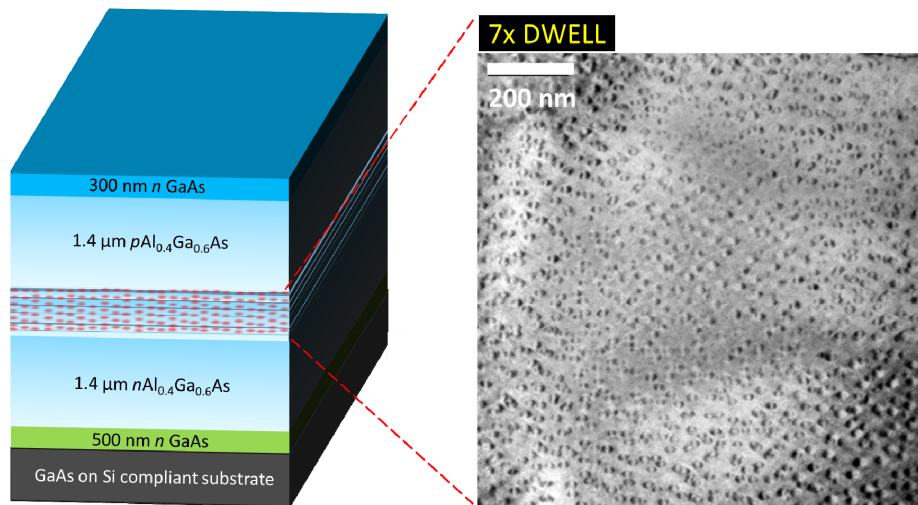 300 nm n GaAs
1.4 μm pAl0.4Ga0.6As
1.4 μm nAl0.4Ga0.6As
500 nm n GaAs
GaAs on Si compliant substrate
7x DWELL
200 nm